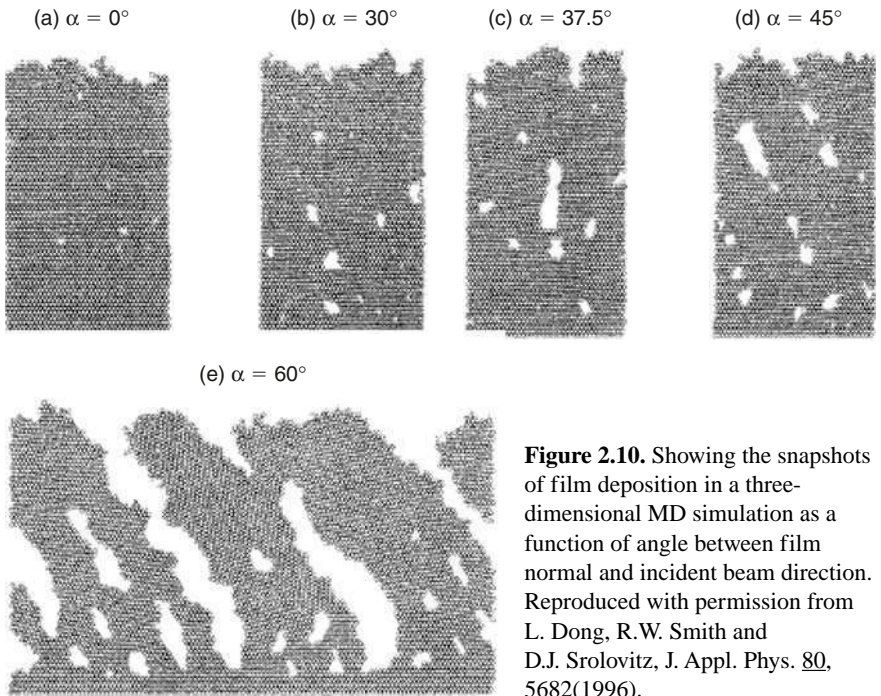 (a) α = 0°
(b) α = 30°
(c) α = 37.5°
(d) α = 45°
(e) α = 60°
Figure 2.10. Showing the snapshots
of film deposition in a three-
dimensional MD simulation as a
function of angle between film
normal and incident beam direction.
Reproduced with permission from
L. Dong, R.W. Smith and
D.J. Srolovitz, J. Appl. Phys. 80,
5682(1996).